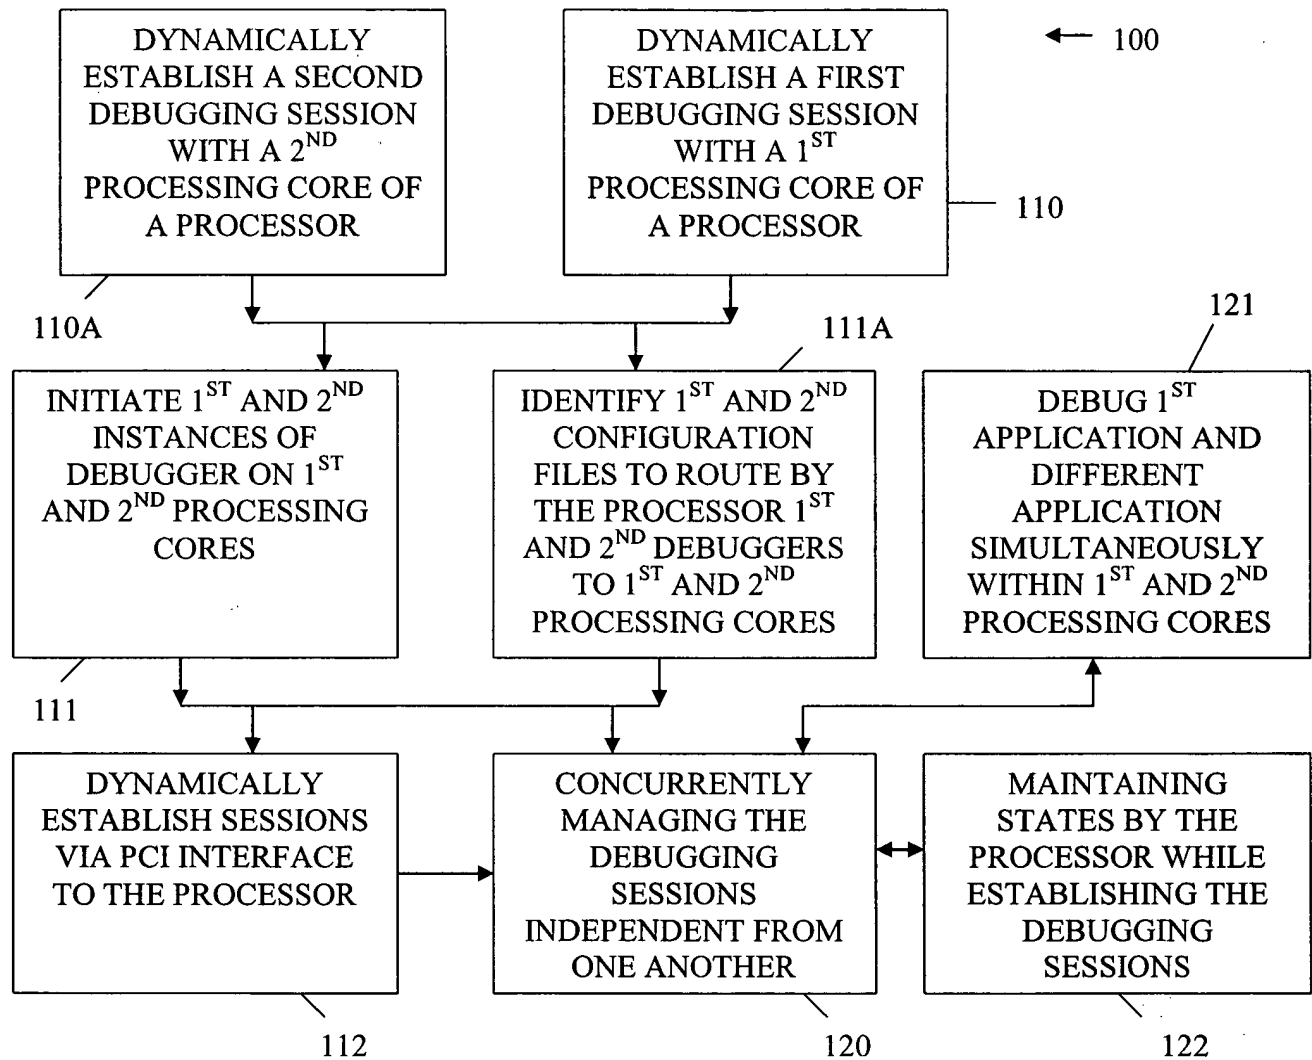 DYNAMICALLY
ESTABLISH A SECOND
DEBUGGING SESSION
WITH A 2ND
PROCESSING CORE OF
A PROCESSOR
DYNAMICALLY
ESTABLISH A FIRST
DEBUGGING SESSION
WITH A 1ST
PROCESSING CORE OF
A PROCESSOR
100
110
110A
111A
121
INITIATE 1ST AND 2ND
INSTANCES OF
DEBUGGER ON 1ST
AND 2ND PROCESSING
CORES
IDENTIFY 1ST AND 2ND
CONFIGURATION
FILES TO ROUTE BY
THE PROCESSOR 1ST
AND 2ND DEBUGGERS
TO 1ST AND 2ND
PROCESSING CORES
DEBUG 1ST
APPLICATION AND
DIFFERENT
APPLICATION
SIMULTANEOUSLY
WITHIN 1ST AND 2ND
PROCESSING CORES
111
DYNAMICALLY
ESTABLISH SESSIONS
VIA PCI INTERFACE
TO THE PROCESSOR
CONCURRENTLY
MANAGING THE
DEBUGGING
SESSIONS
INDEPENDENT FROM
ONE ANOTHER
MAINTAINING
STATES BY THE
PROCESSOR WHILE
ESTABLISHING THE
DEBUGGING
SESSIONS
112
120
122